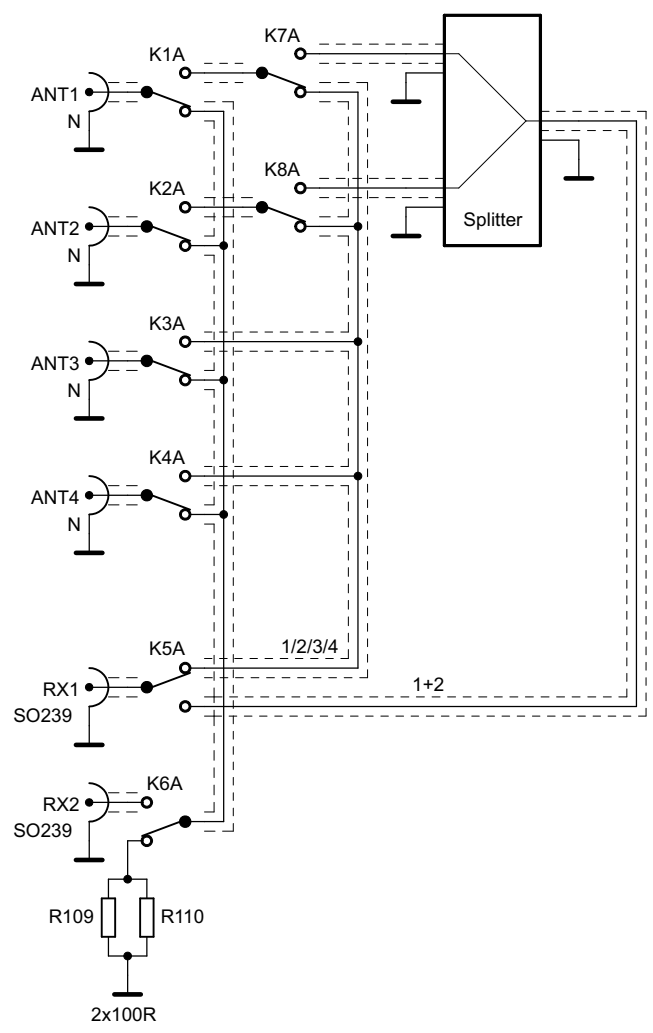 K7A
K1A
ANT1
N
K8A
K2A
Splitter
ANT2
N
K3A
ANT3
N
K4A
ANT4
N
K5A
1/2/3/4
RX1
1+2
SO239
K6A
RX2
SO239
R109
R110
2x100R